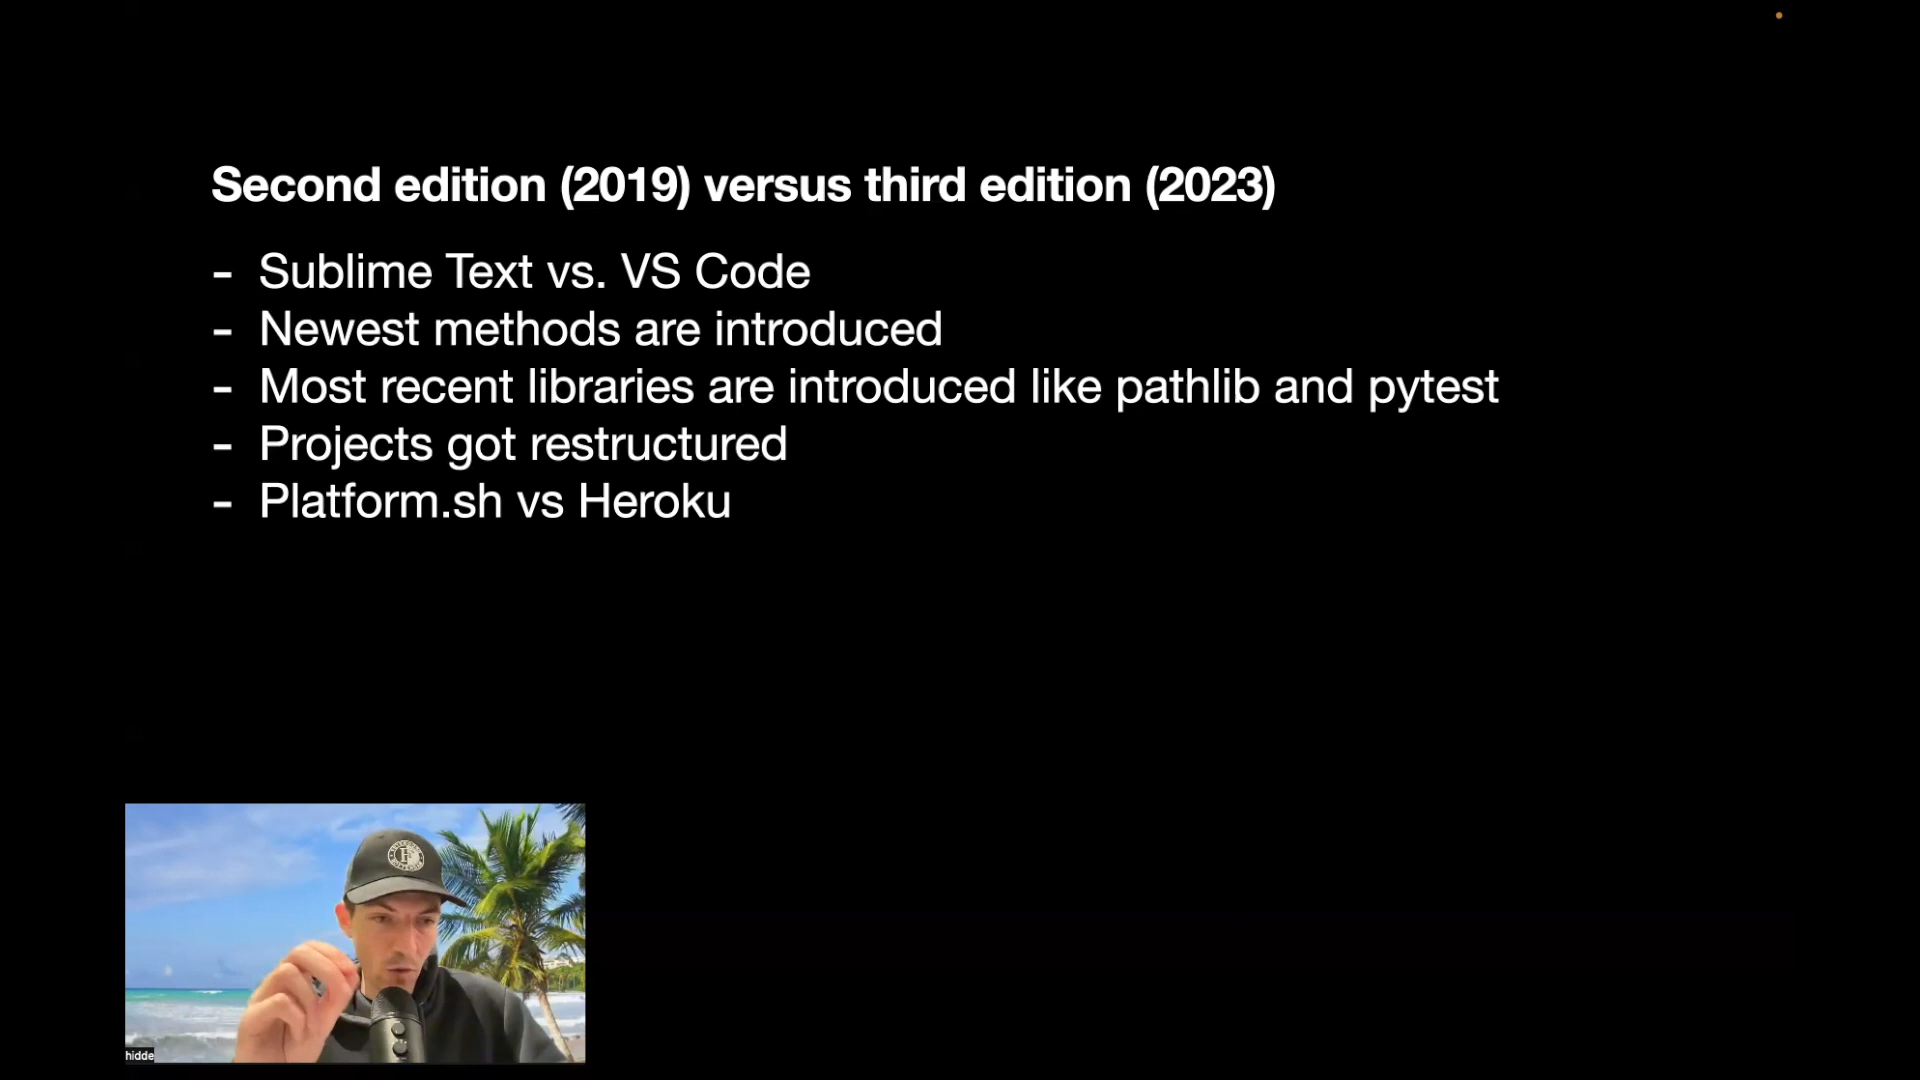 Second edition (2019) versus third edition (2023)
- Sublime Text vs. VS Code
- Newest methods are introduced
- Most recent libraries are introduced like pathlib and pytest
- Projects got restructured
- Platform.sh vs Heroku
hidde